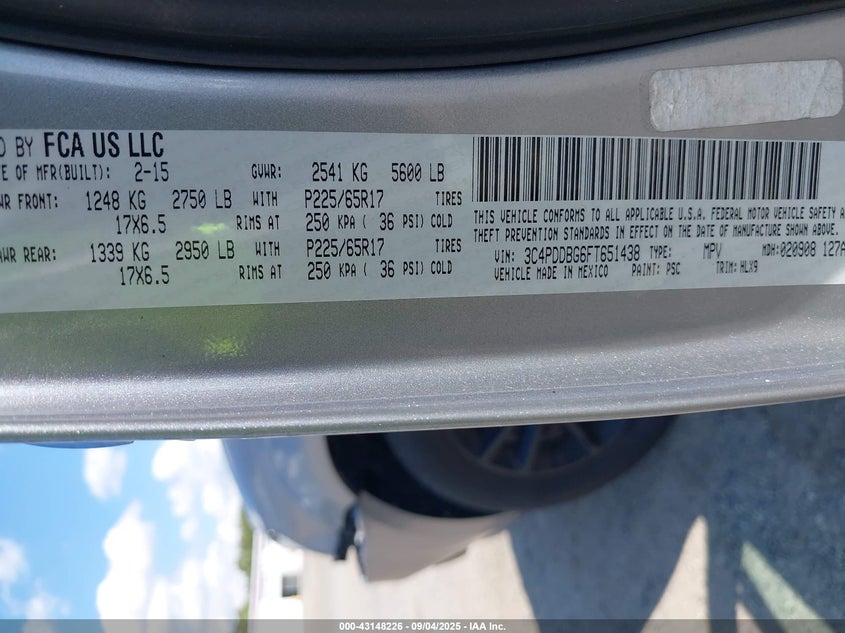 D BY FCA US LLC
E OF MFR(BUILT): 2-15 GVWR: 2541 KG 5600 LB
WR FRONT: 1248 KG 2750 LB WITH P225/65R17 TIRES
17X6.5 RIMS AT 250 KPA ( 36 PSI) COLD
AWR REAR: 1339 KG 2950 LB WITH P225/65R17 TIRES
17X6.5 RIMS AT 250 KPA ( 36 PSI) COLD
THIS VEHICLE CONFORMS TO ALL APPLICABLE U.S.A. FEDERAL MOTOR VEHICLE SAFETY A
THEFT PREVENTION STANDARDS IN EFFECT ON THE DATE OF MANUFACTURE SHOWN ABOVE.
VIN: 3C4PDDBG6FT651438 TYPE: MPV MDH:020908 127A
VEHICLE MADE IN MEXICO PAINT: PSC TRIM: HLX9
000-43148226 - 09/04/2025 - IAA Inc.